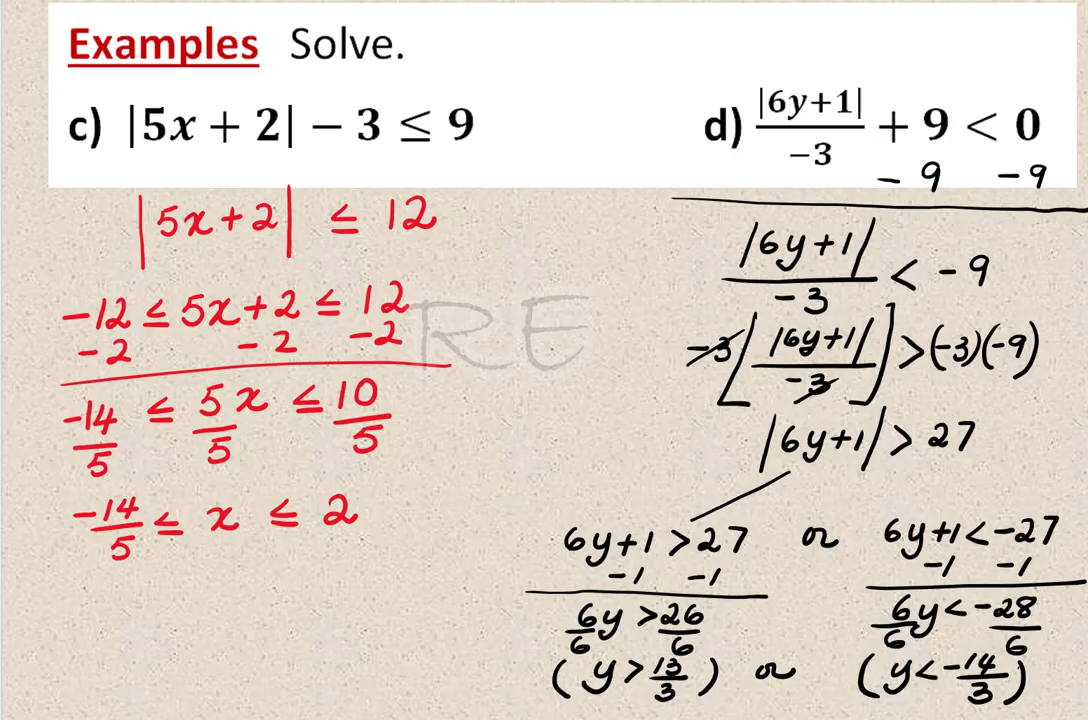 Examples Solve.
c) |5x + 2| − 3 ≤ 9
|5x+2| ≤ 12
-12 ≤ 5x+2 ≤ 12
-2 -2 -2
-14/5 ≤ 5x/5 ≤ 10/5
-14/5 ≤ x ≤ 2
d) |6y+1|/−3 + 9 < 0
-9 -9
|6y+1|/-3 < -9
-3[|6y+1|/-3] > (-3)(-9)
|6y+1| > 27
6y+1 > 27 or 6y+1 < -27
-1 -1 -1 -1
6y/6 > 26/6 6y/6 < -28/6
(y > 13/3) or (y < -14/3)
RE